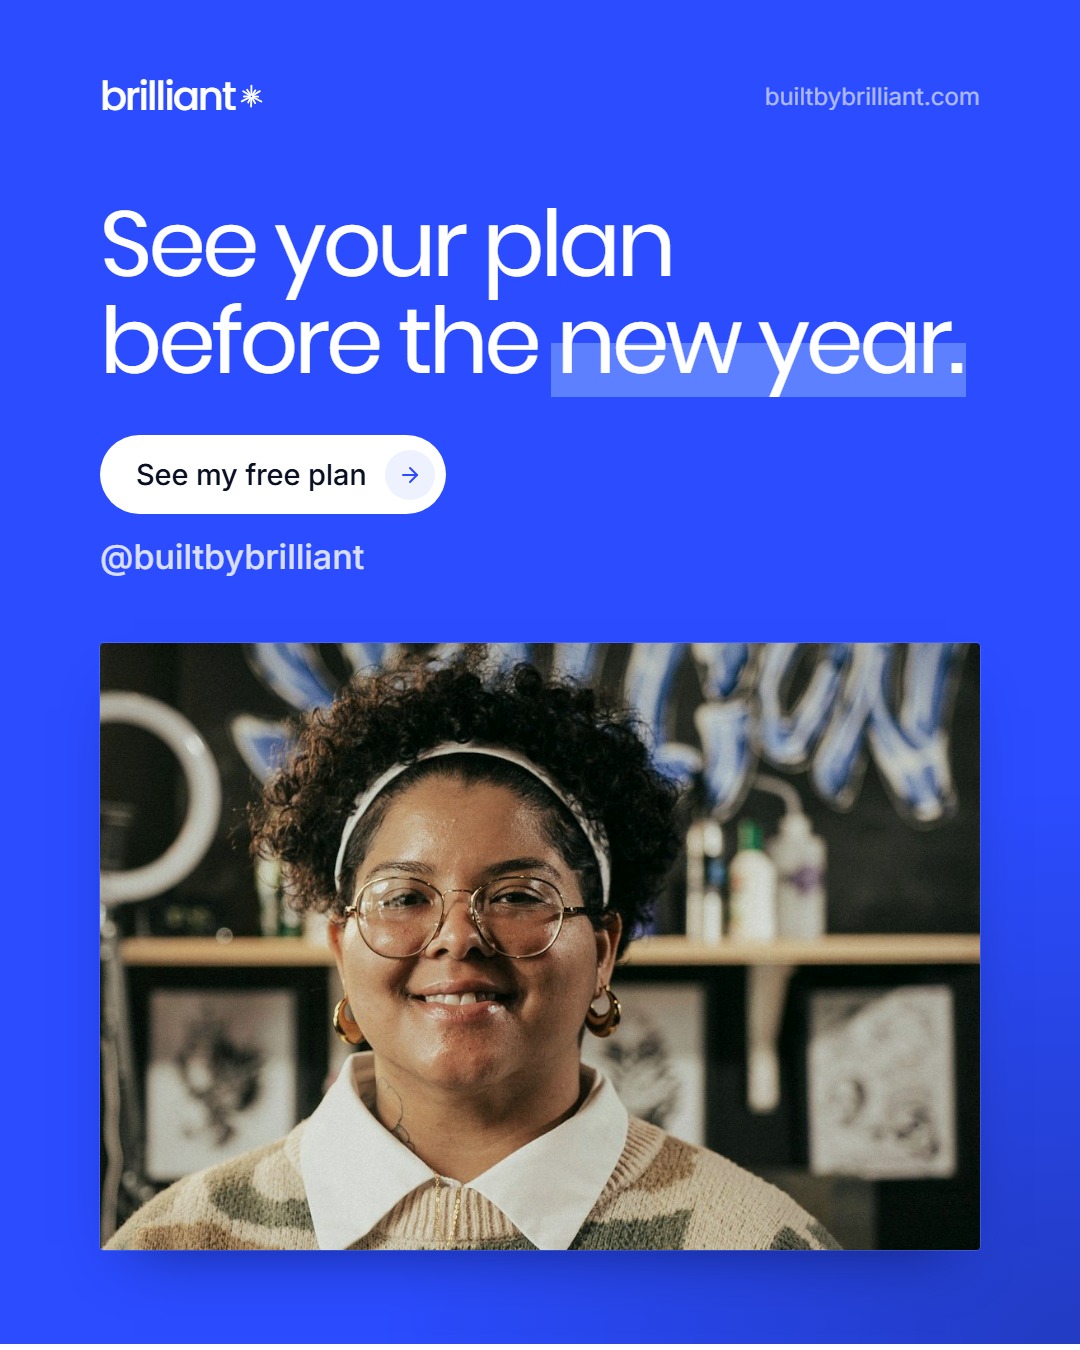 brilliant
builtbybrilliant.com
See your plan
before the new year.
See my free plan
@builtbybrilliant